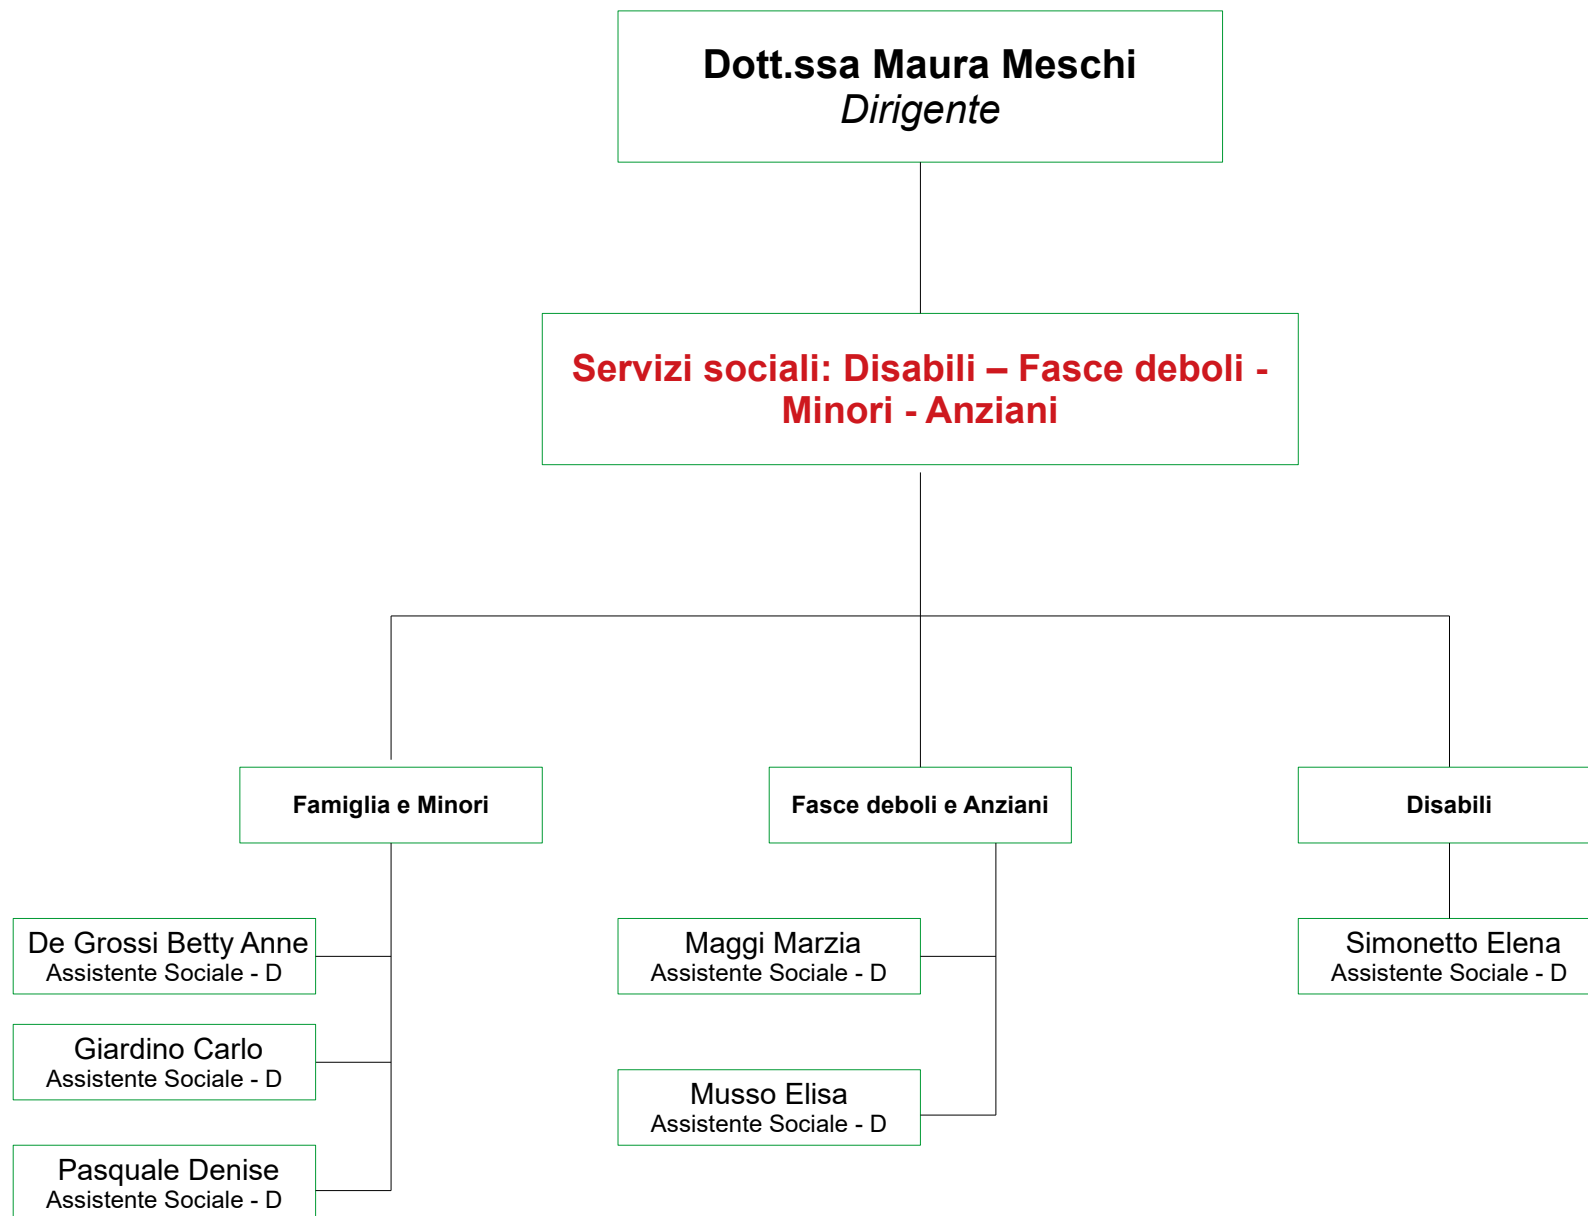 Dott.ssa Maura Meschi
Dirigente
Servizi sociali: Disabili – Fasce deboli -
Minori - Anziani
Famiglia e Minori
Fasce deboli e Anziani
Disabili
De Grossi Betty Anne
Assistente Sociale - D
Maggi Marzia
Assistente Sociale - D
Simonetto Elena
Assistente Sociale - D
Giardino Carlo
Assistente Sociale - D
Musso Elisa
Assistente Sociale - D
Pasquale Denise
Assistente Sociale - D